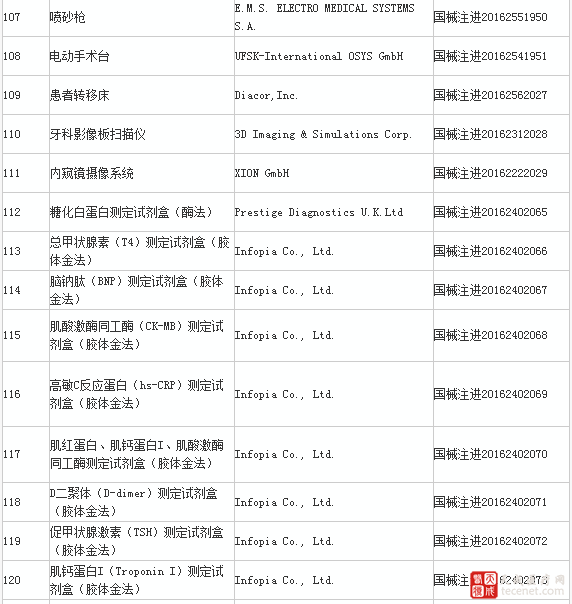 107 喷砂枪 E.M.S. ELECTRO MEDICAL SYSTEMS S.A. 国械注进20162551950
108 电动手术台 UFSK-International OSYS GmbH 国械注进20162541951
109 患者转移床 Diacor,Inc. 国械注进20162562027
110 牙科影像板扫描仪 3D Imaging & Simulations Corp. 国械注进20162312028
111 内窥镜摄像系统 XION GmbH 国械注进20162222029
112 糖化白蛋白测定试剂盒（酶法） Prestige Diagnostics U.K.Ltd 国械注进20162402065
113 总甲状腺素（T4）测定试剂盒（胶体金法） Infopia Co., Ltd. 国械注进20162402066
114 脑钠肽（BNP）测定试剂盒（胶体金法） Infopia Co., Ltd. 国械注进20162402067
115 肌酸激酶同工酶（CK-MB）测定试剂盒（胶体金法） Infopia Co., Ltd. 国械注进20162402068
116 高敏C反应蛋白（hs-CRP）测定试剂盒（胶体金法） Infopia Co., Ltd. 国械注进20162402069
117 肌红蛋白、肌钙蛋白I、肌酸激酶同工酶测定试剂盒（胶体金法） Infopia Co., Ltd. 国械注进20162402070
118 D二聚体（D-dimer）测定试剂盒（胶体金法） Infopia Co., Ltd. 国械注进20162402071
119 促甲状腺激素（TSH）测定试剂盒（胶体金法） Infopia Co., Ltd. 国械注进20162402072
120 肌钙蛋白I（Troponin I）测定试剂盒（胶体金法） Infopia Co., Ltd. 国械注
tecenet.com